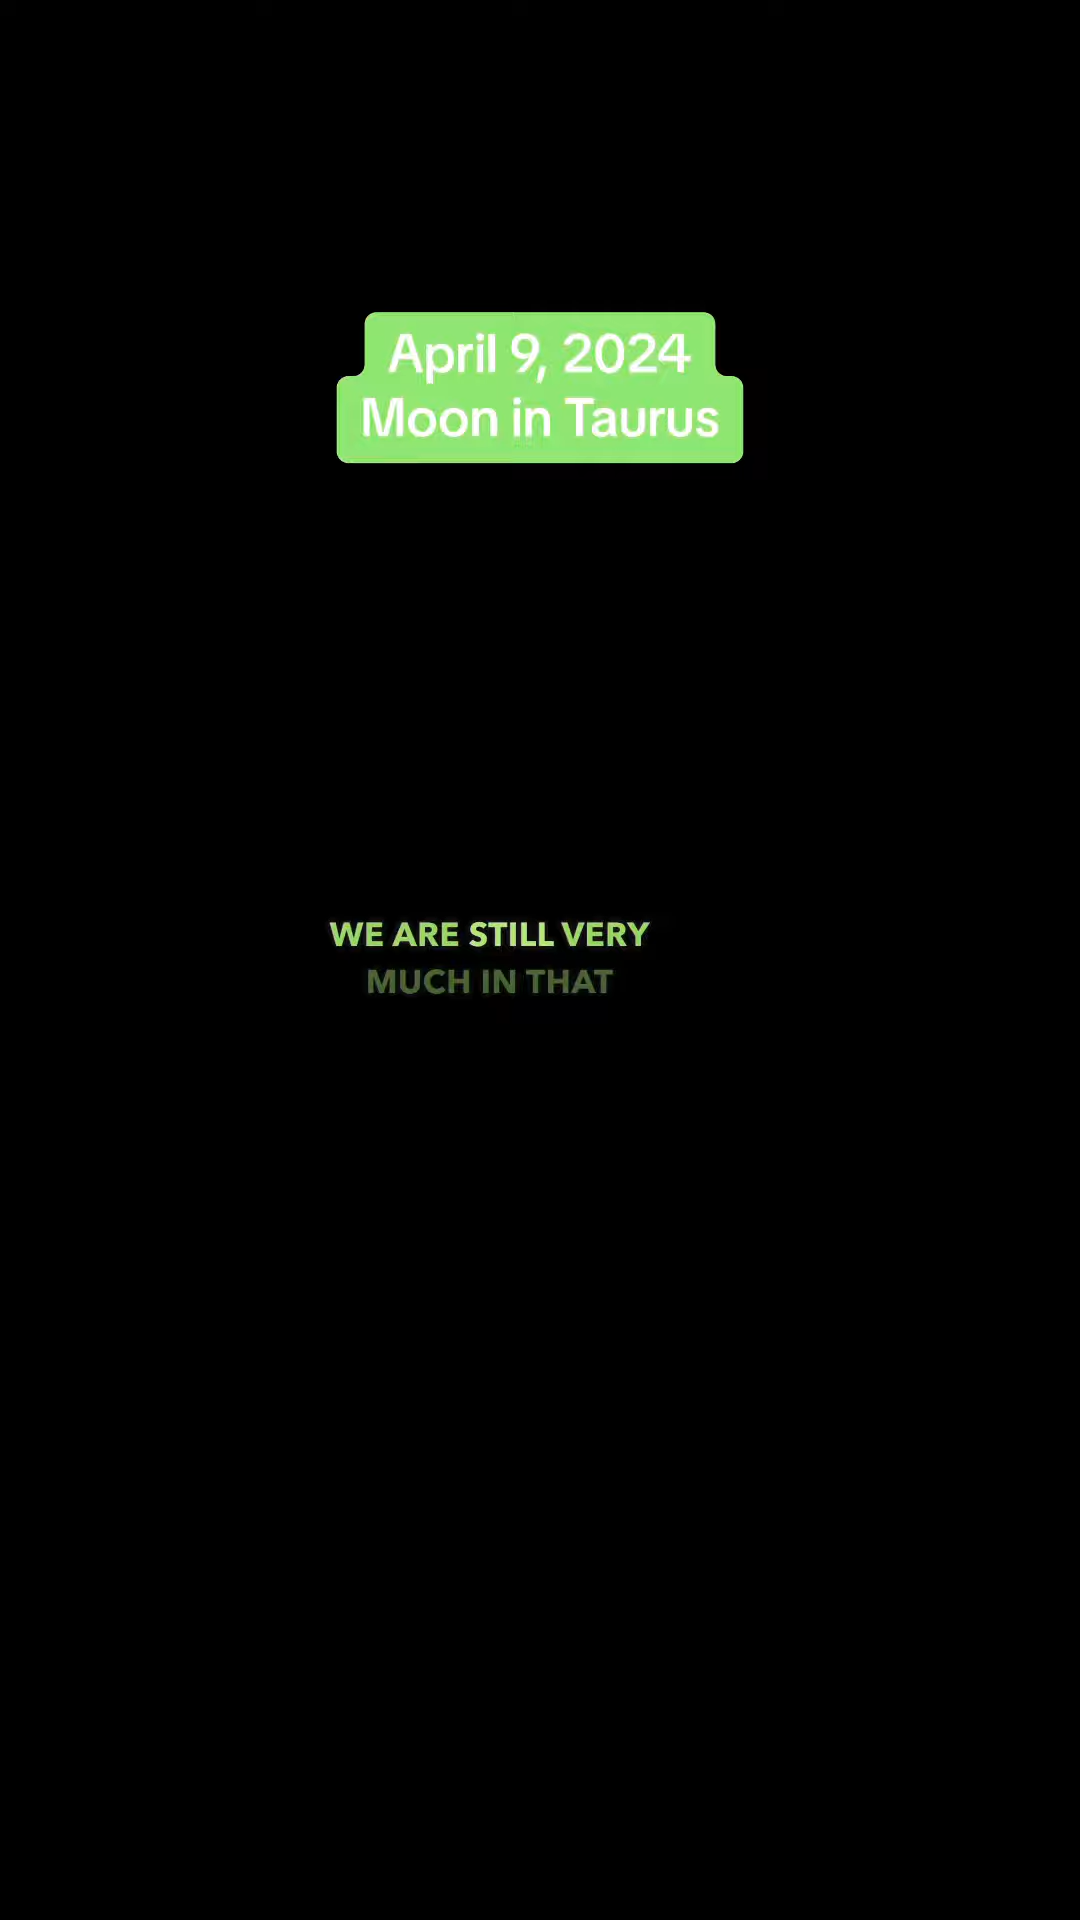 April 9, 2024
Moon in Taurus
WE ARE STILL VERY
MUCH IN THAT